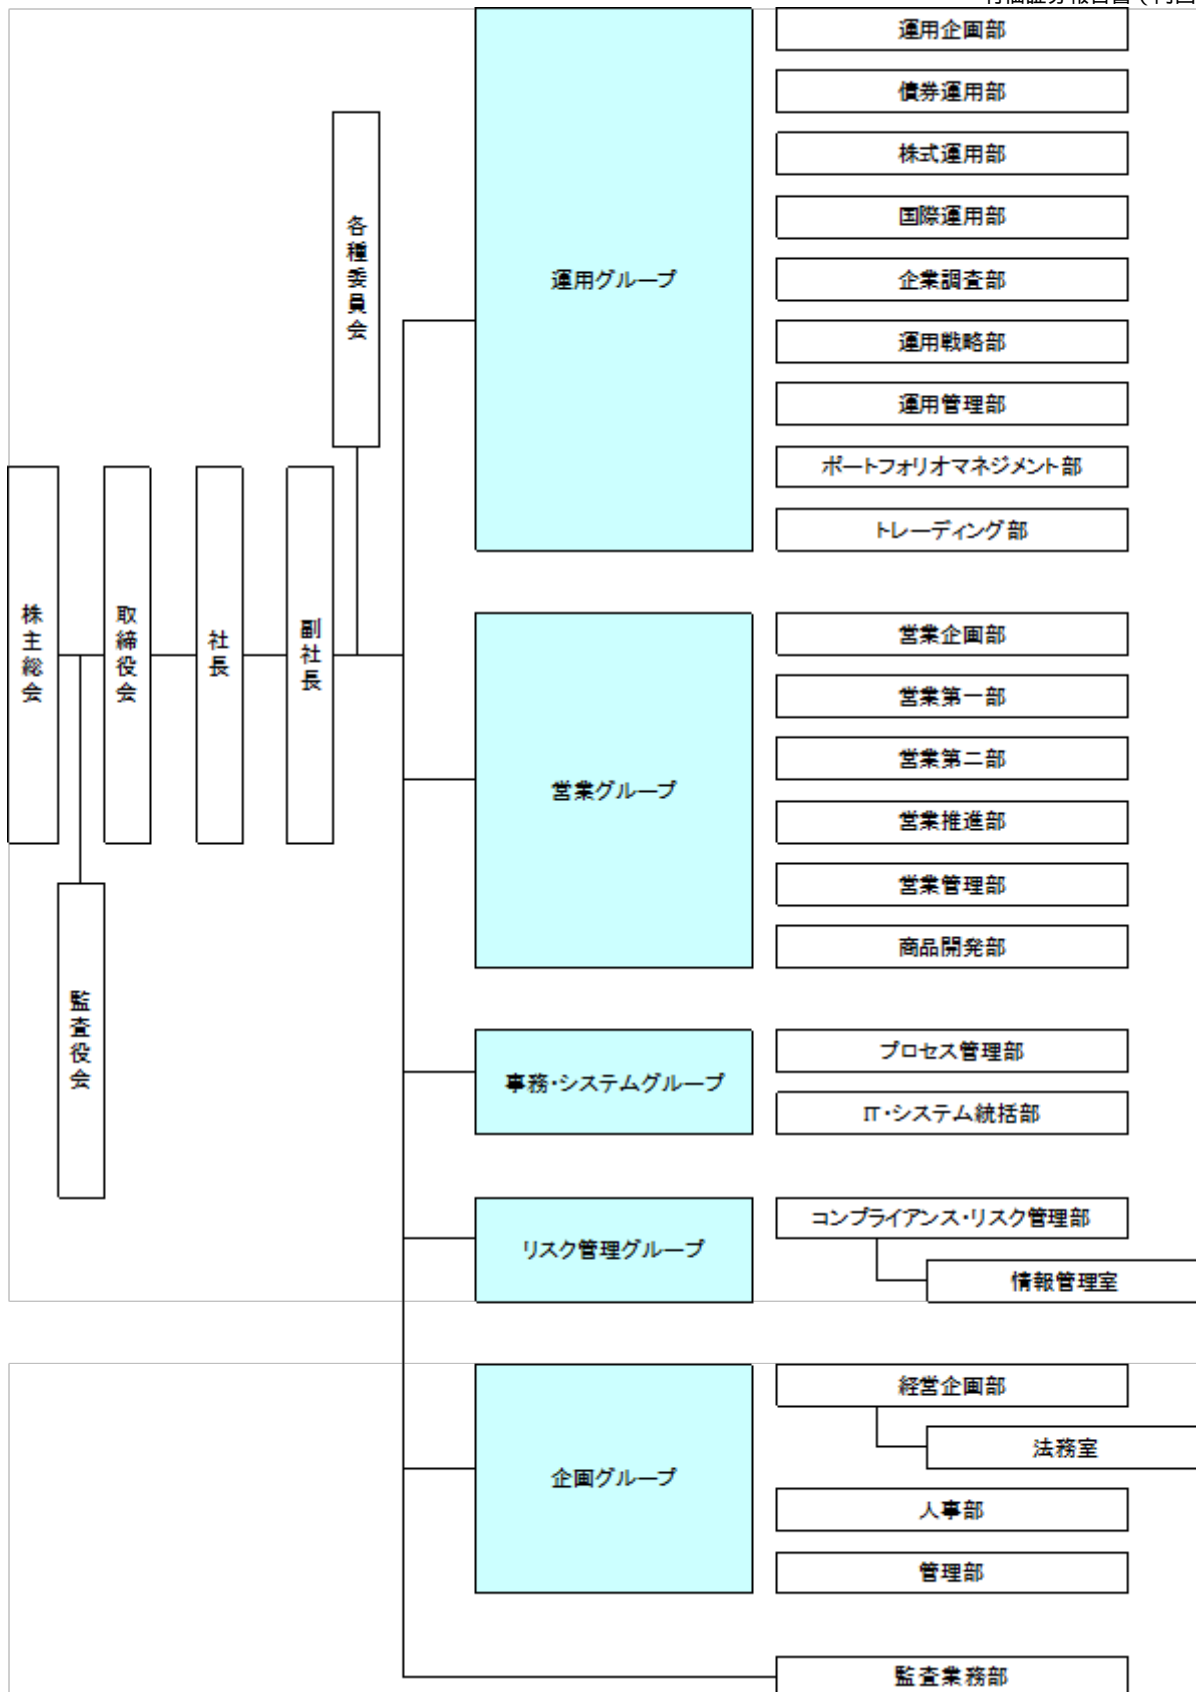 運用企画部
債券運用部
株式運用部
国際運用部
企業調査部
運用戦略部
運用管理部
ポートフォリオマネジメント部
トレーディング部
運用グループ
各種委員会
株主総会
取締役会
社長
副社長
監査役会
営業グループ
営業企画部
営業第一部
営業第二部
営業推進部
営業管理部
商品開発部
事務・システムグループ
プロセス管理部
IT・システム統括部
リスク管理グループ
コンプライアンス・リスク管理部
情報管理室
企画グループ
経営企画部
法務室
人事部
管理部
監査業務部